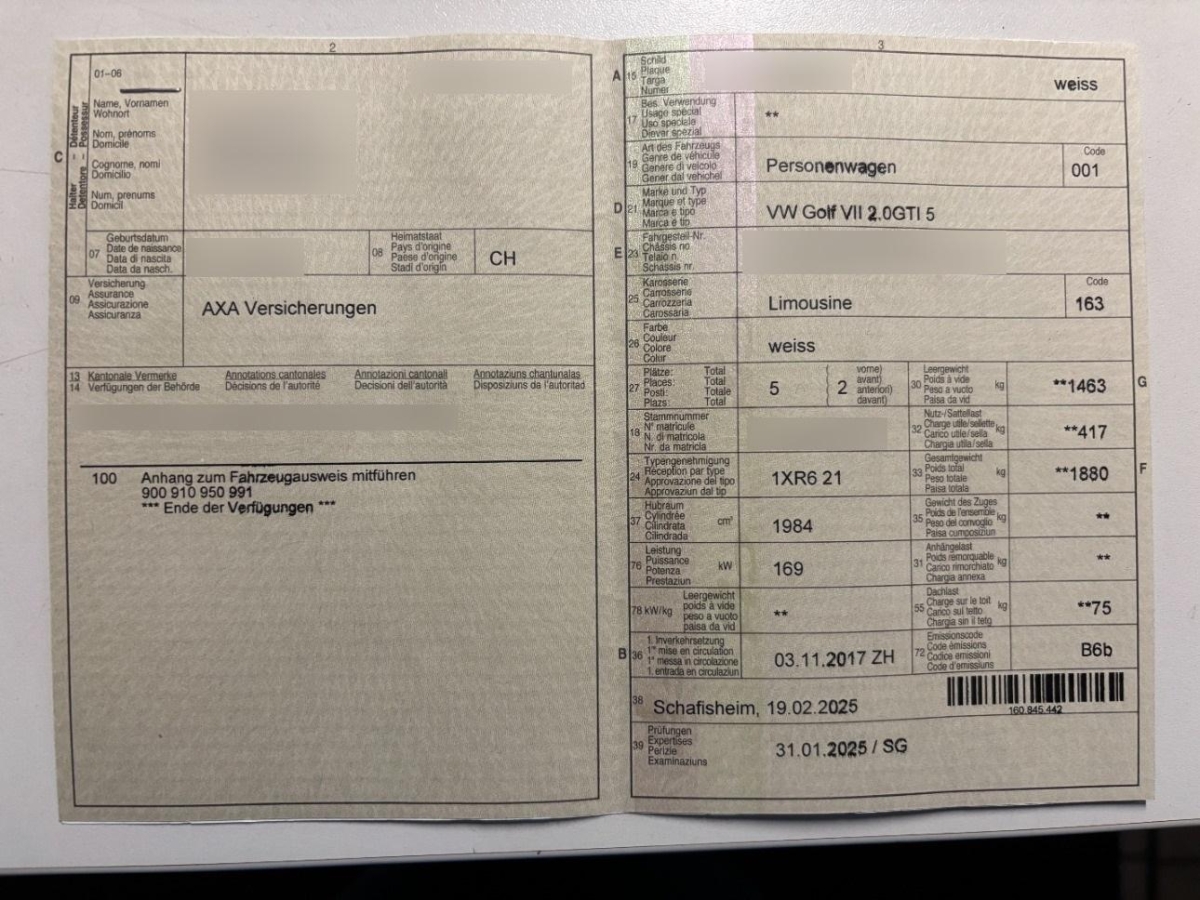 2
01-06
C
Halter Détenteur
Detentore Possessur
Name, Vornamen
Wohnort
Nom, prénoms
Domicile
Cognome, nomi
Domicilio
Num, prenums
Domicil
07
Geburtsdatum
Date de naissance
Data di nascita
Data da nasch.
08
Heimatstaat
Pays d'origine
Paese d'origine
Stadi d'origin
CH
09
Versicherung
Assurance
Assicurazione
Assicuranza
AXA Versicherungen
13 Kantonale Vermerke Annotations cantonales Annotazioni cantonali Annotaziuns chantunalas
14 Verfügungen der Behörde Décisions de l'autorité Decisioni dell'autorità Disposiziuns de l'autoritad
100 Anhang zum Fahrzeugausweis mitführen
900 910 950 991
*** Ende der Verfügungen ***
3
A 15
Schild
Plaque
Targa
Numer
weiss
17
Bes. Verwendung
Usage spécial
Uso speciale
Diever spezial
**
19
Art des Fahrzeugs
Genre de véhicule
Genere di veicolo
Gener dal vehichel
Personenwagen
Code
001
D 21
Marke und Typ
Marque et type
Marca e tipo
Marca e tip
VW Golf VII 2.0GTI 5
E 23
Fahrgestell-Nr.
Châssis no
Telaio n.
Schassis nr.
25
Karosserie
Carrosserie
Carrozzeria
Carossaria
Limousine
Code
163
26
Farbe
Couleur
Colore
Colur
weiss
27
Plätze: Total
Places: Total
Posti: Totale
Plazs: Total
5
2
vorne)
avant)
anteriori)
davant)
30
Leergewicht
Poids à vide
Peso a vuoto
Paisa da vid
kg
**1463
G
18
Stammnummer
N° matricule
N. di matricola
Nr. da matricla
32
Nutz-/Sattellast
Charge utile/sellette
Carico utile/sella
Chargia utila/sella
kg
**417
24
Typengenehmigung
Réception par type
Approvazione del tipo
Approvaziun dal tip
1XR6 21
33
Gesamtgewicht
Poids total
Peso totale
Paisa totala
kg
**1880
F
37
Hubraum
Cylindrée
Cilindrata
Cilindrada
cm³
1984
35
Gewicht des Zuges
Poids de l'ensemble
Peso del convoglio
Paisa cumposiziun
kg
**
76
Leistung
Puissance
Potenza
Prestaziun
kW
169
31
Anhängelast
Poids remorquable
Carico rimorchiato
Chargia annexa
kg
**
78 kW/kg
Leergewicht
poids à vide
peso a vuoto
paisa da vid
**
55
Dachlast
Charge sur le toit
Carico sul tetto
Chargia sin il tetg
kg
**75
B 36
1. Inverkehrsetzung
1re mise en circulation
1a messa in circolazione
1. entrada en circulaziun
03.11.2017 ZH
72
Emissionscode
Code émissions
Codice emissioni
Code d'emissiuns
B6b
38
Schafisheim, 19.02.2025
160.845.442
39
Prüfungen
Expertises
Perizie
Examinaziuns
31.01.2025 / SG